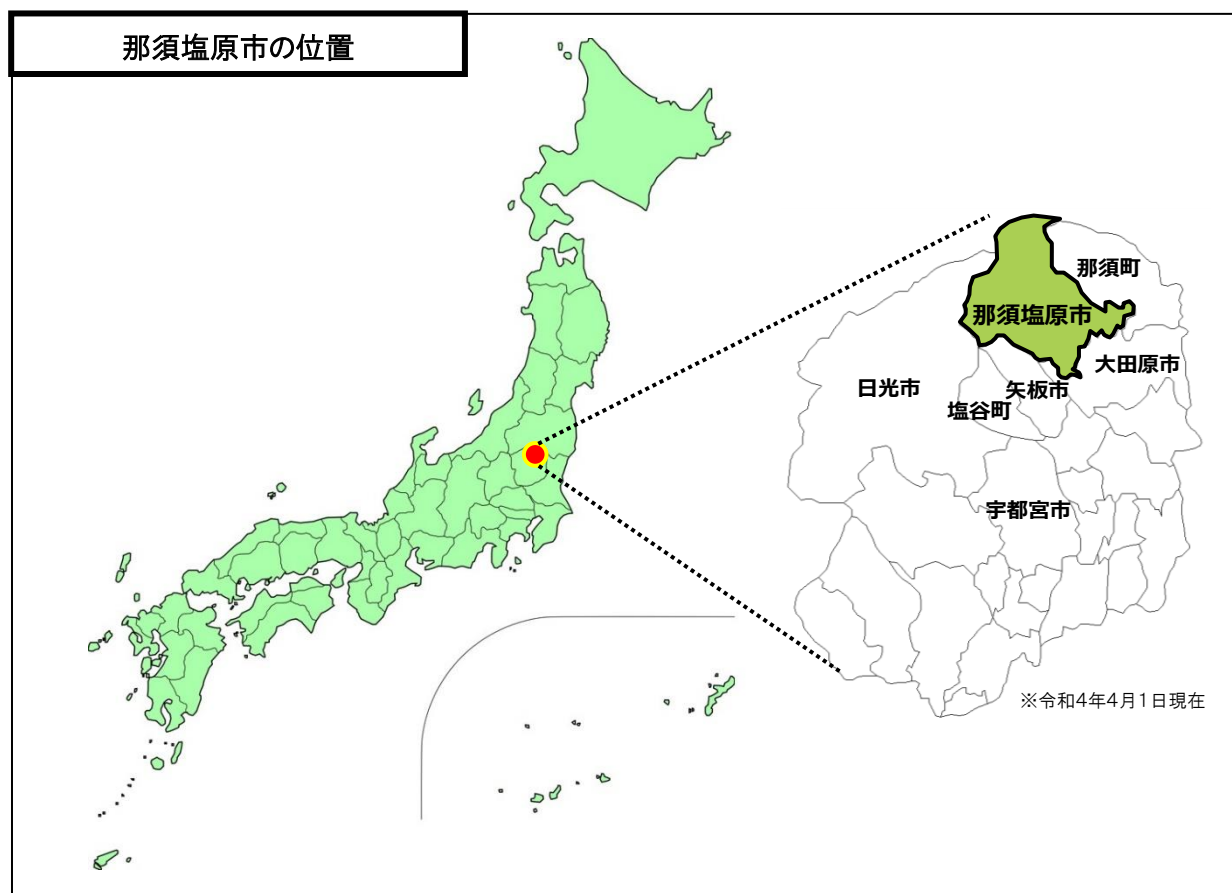 那須塩原市の位置
那須町
那須塩原市
大田原市
日光市
矢板市
塩谷町
宇都宮市
※令和4年4月1日現在